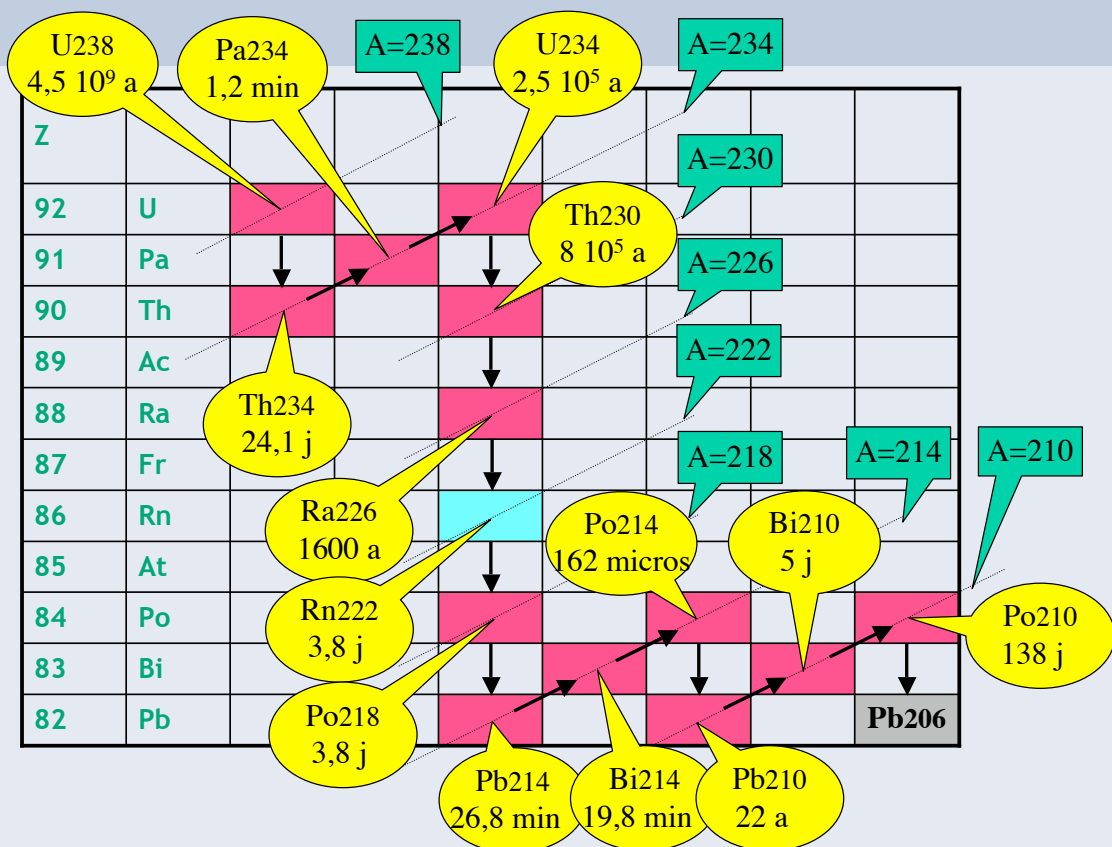 U238
4,5 10⁹ a
Pa234
1,2 min
A=238
U234
2,5 10⁵ a
A=234
Z
A=230
92 U
Th230
8 10⁵ a
91 Pa
A=226
90 Th
89 Ac
A=222
Th234
24,1 j
88 Ra
87 Fr
A=218
A=214
A=210
Ra226
1600 a
86 Rn
Po214
162 micros
Bi210
5 j
85 At
Rn222
3,8 j
84 Po
Po210
138 j
83 Bi
Po218
3,8 j
82 Pb
Pb206
Pb214
26,8 min
Bi214
19,8 min
Pb210
22 a